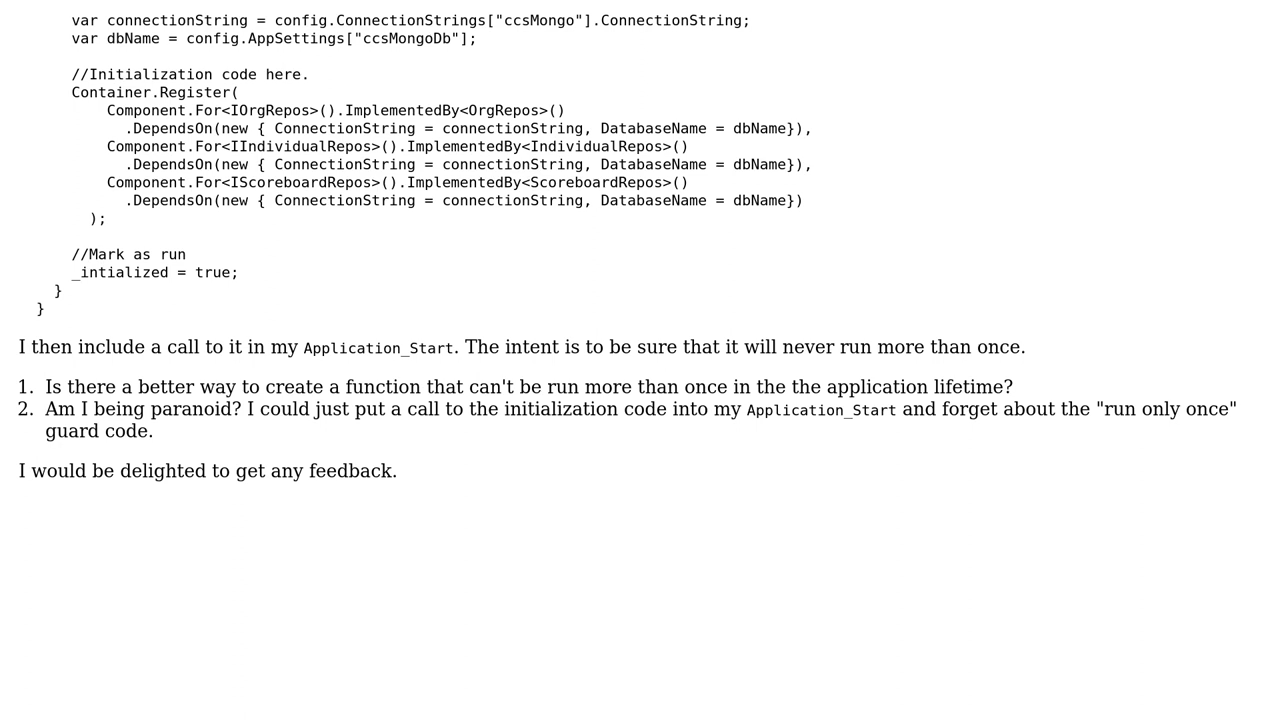 var connectionString = config.ConnectionStrings["ccsMongo"].ConnectionString;
var dbName = config.AppSettings["ccsMongoDb"];
//Initialization code here.
Container.Register(
Component.For<IOrgRepos>().ImplementedBy<OrgRepos>()
.DependsOn(new { ConnectionString = connectionString, DatabaseName = dbName}),
Component.For<IIndividualRepos>().ImplementedBy<IndividualRepos>()
.DependsOn(new { ConnectionString = connectionString, DatabaseName = dbName}),
Component.For<IScoreboardRepos>().ImplementedBy<ScoreboardRepos>()
.DependsOn(new { ConnectionString = connectionString, DatabaseName = dbName})
);
//Mark as run
_intialized = true;
}
}
I then include a call to it in my Application_Start. The intent is to be sure that it will never run more than once.
1. Is there a better way to create a function that can't be run more than once in the the application lifetime?
2. Am I being paranoid? I could just put a call to the initialization code into my Application_Start and forget about the "run only once"
guard code.
I would be delighted to get any feedback.